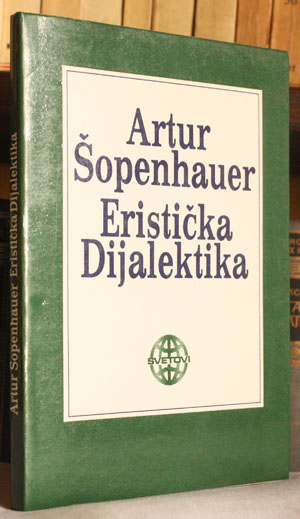 Artur
Šopenhauer
Eristička
Dijalektika
SVETOVI
Artur Šopenhauer Eristička Dijalektika